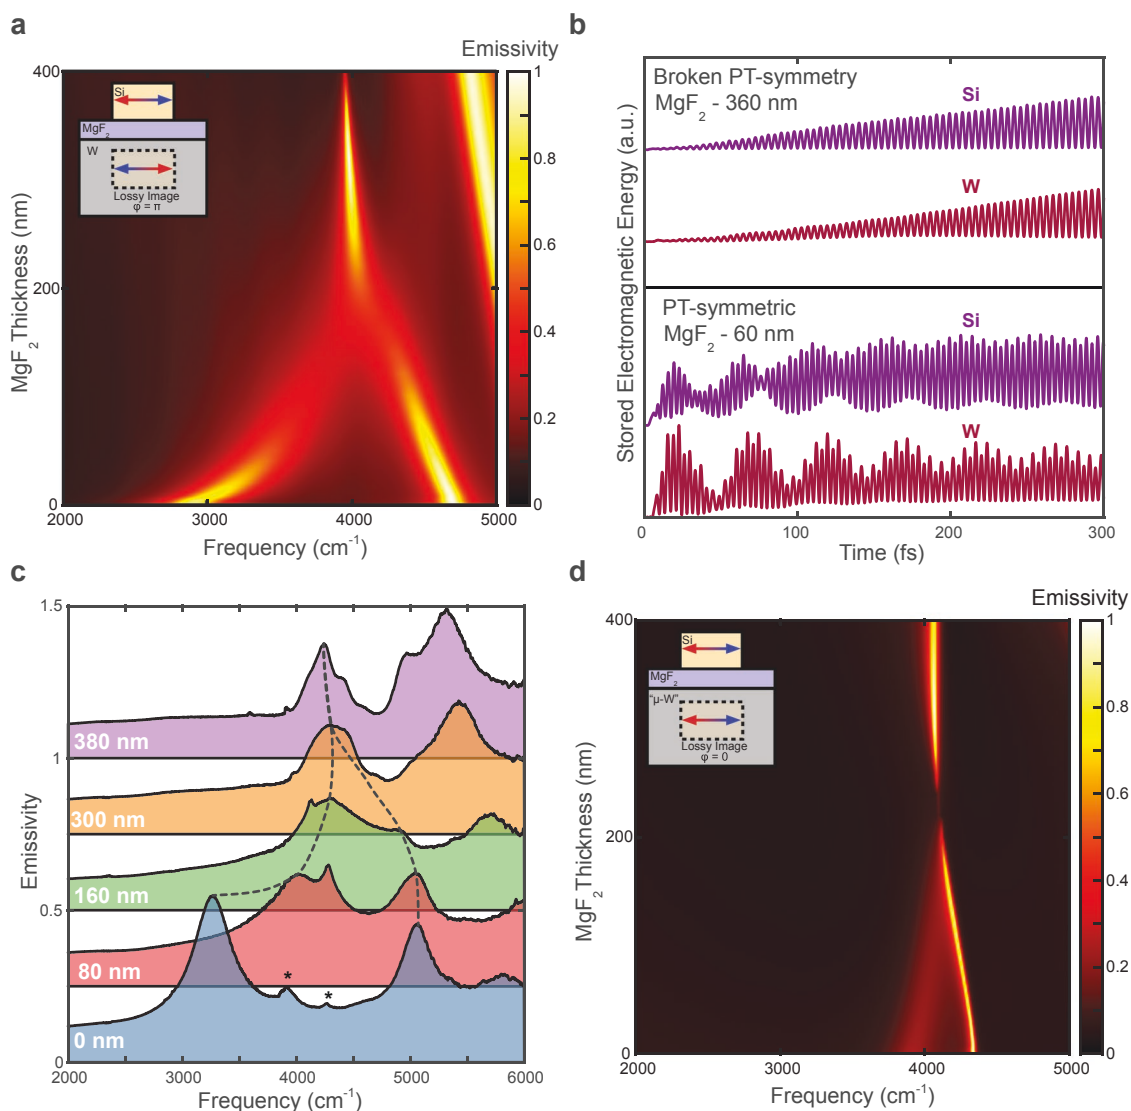 a
Emissivity
400
200
0
MgF2 Thickness (nm)
Si
MgF2
W
Lossy Image
φ = π
2000 3000 4000 5000
Frequency (cm-1)
1
0.8
0.6
0.4
0.2
0
b
Broken PT-symmetry
MgF2 - 360 nm
Si
W
PT-symmetric
MgF2 - 60 nm
Si
W
Stored Electromagnetic Energy (a.u.)
0 100 200 300
Time (fs)
c
1.5
1
0.5
0
Emissivity
380 nm
300 nm
160 nm
80 nm
0 nm
* *
2000 3000 4000 5000 6000
Frequency (cm-1)
d
Emissivity
400
200
0
MgF2 Thickness (nm)
Si
MgF2
"μ-W"
Lossy Image
φ = 0
2000 4000 5000
Frequency (cm-1)
1
0.8
0.6
0.4
0.2
0